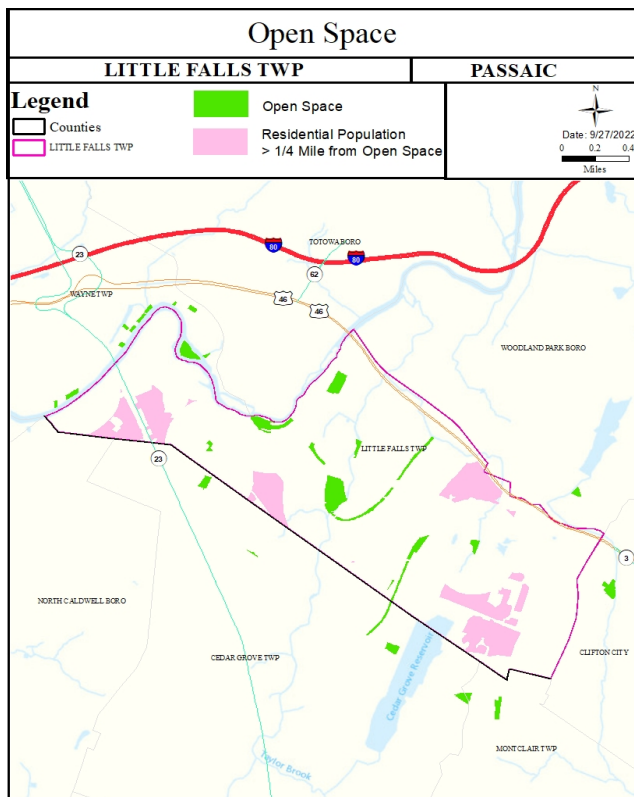 Open Space
LITTLE FALLS TWP
PASSAIC
Legend
Counties
LITTLE FALLS TWP
Open Space
Residential Population
> 1/4 Mile from Open Space
N
Date: 9/27/2022
0 0.2 0.4
Miles
23
80
TOTOWA BORO
80
62
WAYNE TWP
46
46
WOODLAND PARK BORO
LITTLE FALLS TWP
23
3
NORTH CALDWELL BORO
CEDAR GROVE TWP
Cedar Grove Reservoir
CLIFTON CITY
MONTCLAIR TWP
Taylor Brook